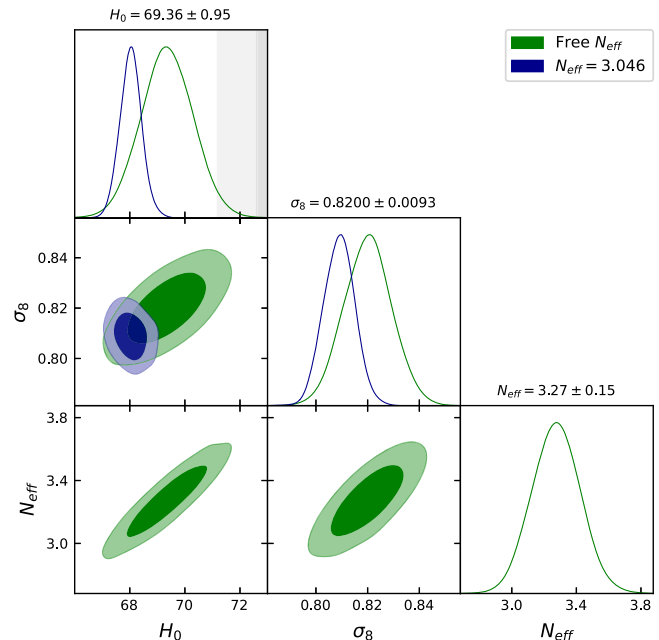 H₀ = 69.36 ± 0.95
Free N_eff
N_eff = 3.046
σ₈ = 0.8200 ± 0.0093
0.84
0.82
0.80
σ₈
N_eff = 3.27 ± 0.15
3.8
3.4
3.0
N_eff
68 70 72
0.80 0.82 0.84
3.0 3.4 3.8
H₀
σ₈
N_eff